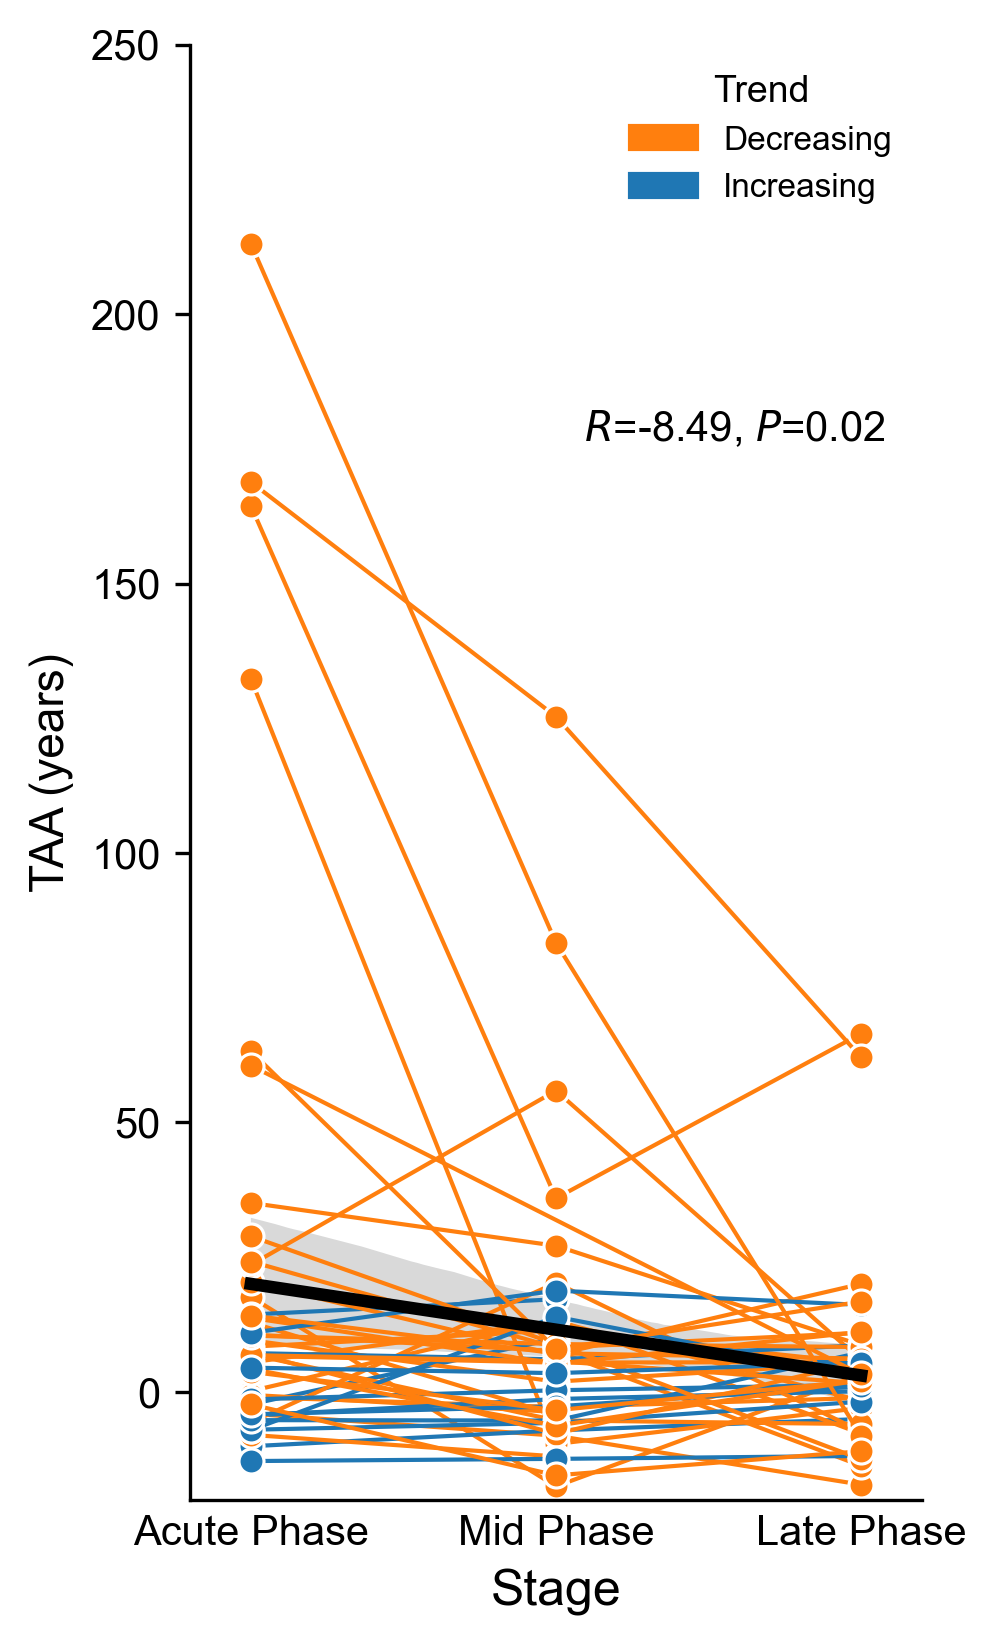 250
Trend
Decreasing
Increasing
200
R=-8.49, P=0.02
150
TAA (years)
100
50
0
Acute Phase Mid Phase Late Phase
Stage